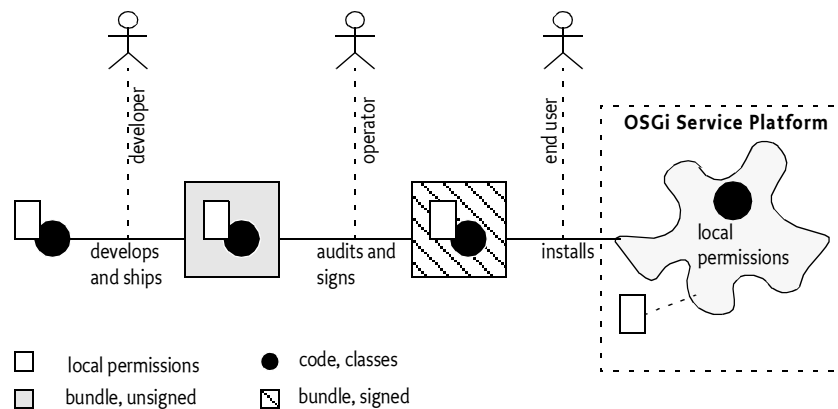 developer
operator
end user
OSGi Service Platform
local
permissions
develops
and ships
audits and
signs
installs
local permissions
code, classes
bundle, unsigned
bundle, signed